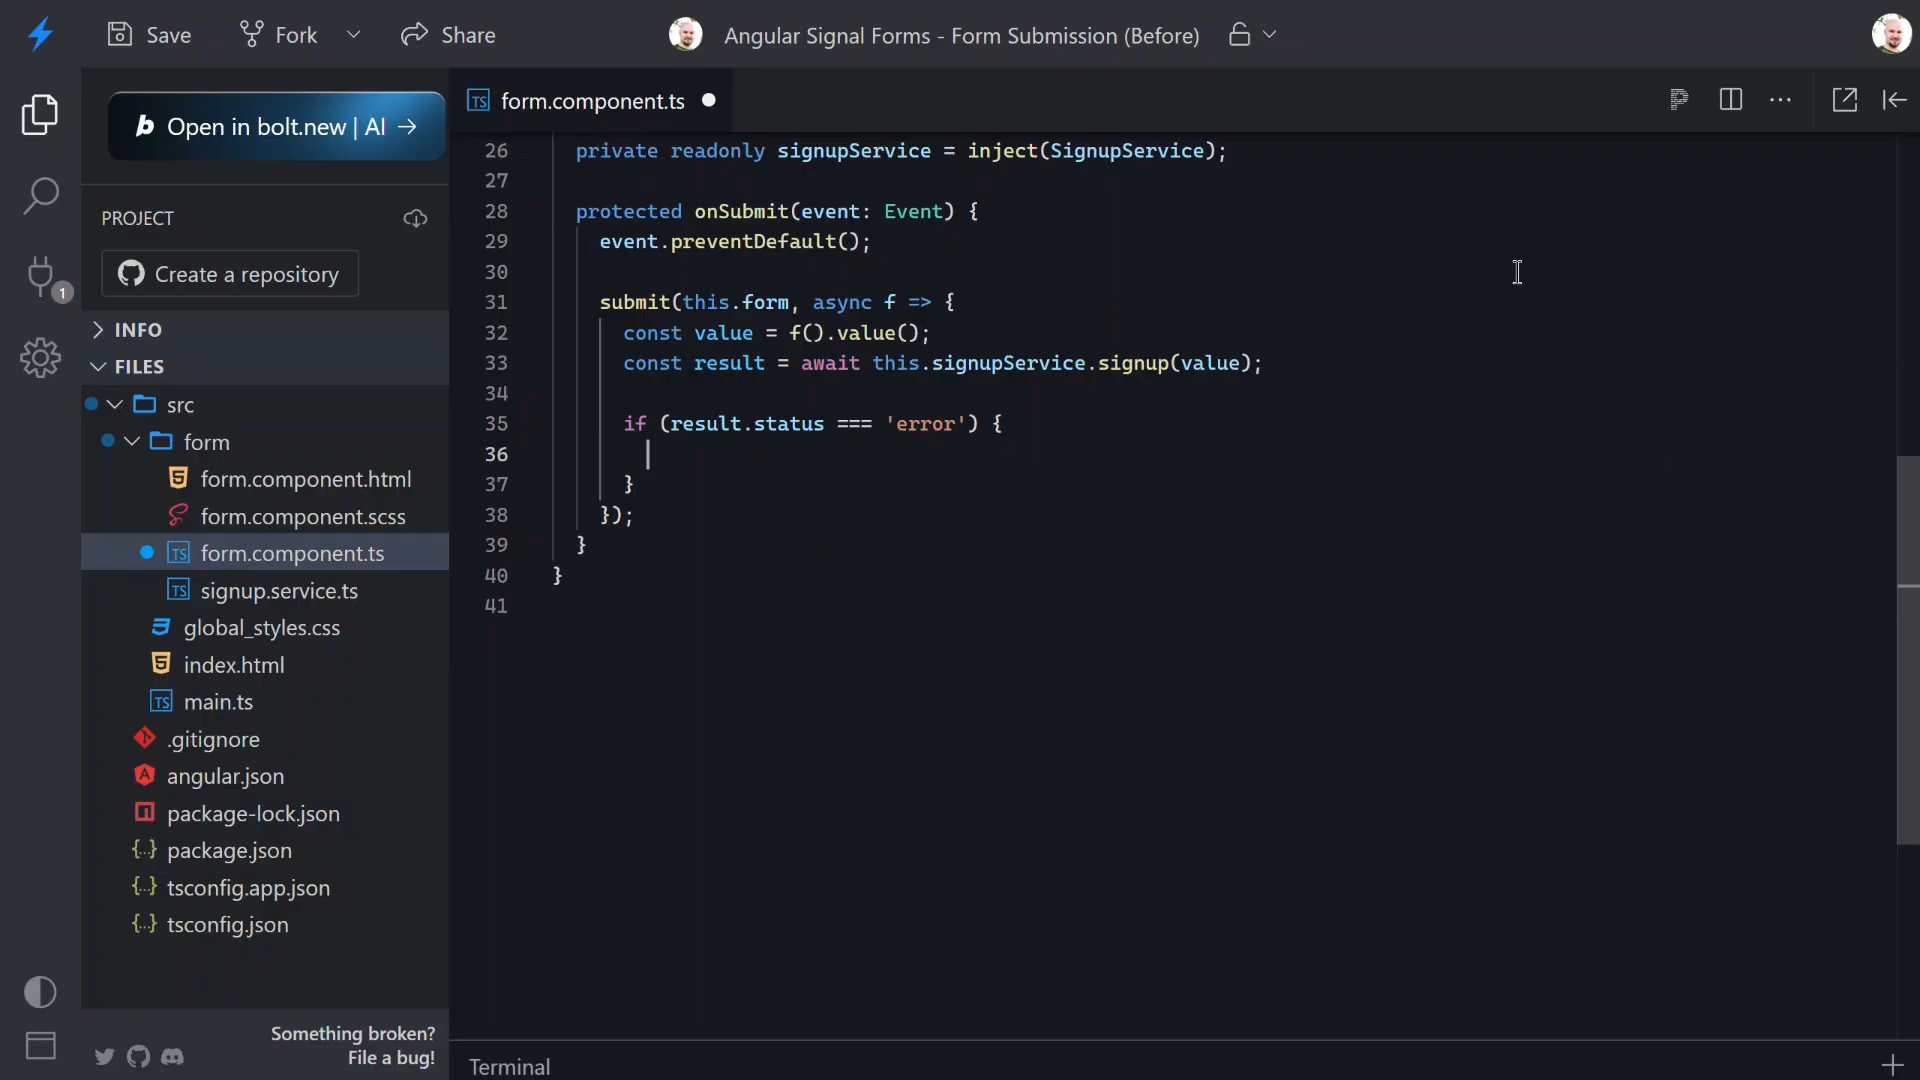 Save
Fork
Share
Angular Signal Forms - Form Submission (Before)
b Open in bolt.new | AI →
TS form.component.ts
PROJECT
Create a repository
1
INFO
FILES
src
form
form.component.html
form.component.scss
TS form.component.ts
TS signup.service.ts
global_styles.css
index.html
TS main.ts
.gitignore
angular.json
package-lock.json
{..} package.json
{..} tsconfig.app.json
{..} tsconfig.json
Something broken?
File a bug!
26 private readonly signupService = inject(SignupService);
27
28 protected onSubmit(event: Event) {
29 event.preventDefault();
30
31 submit(this.form, async f => {
32 const value = f().value();
33 const result = await this.signupService.signup(value);
34
35 if (result.status === 'error') {
36
37 }
38 });
39 }
40 }
41
Terminal